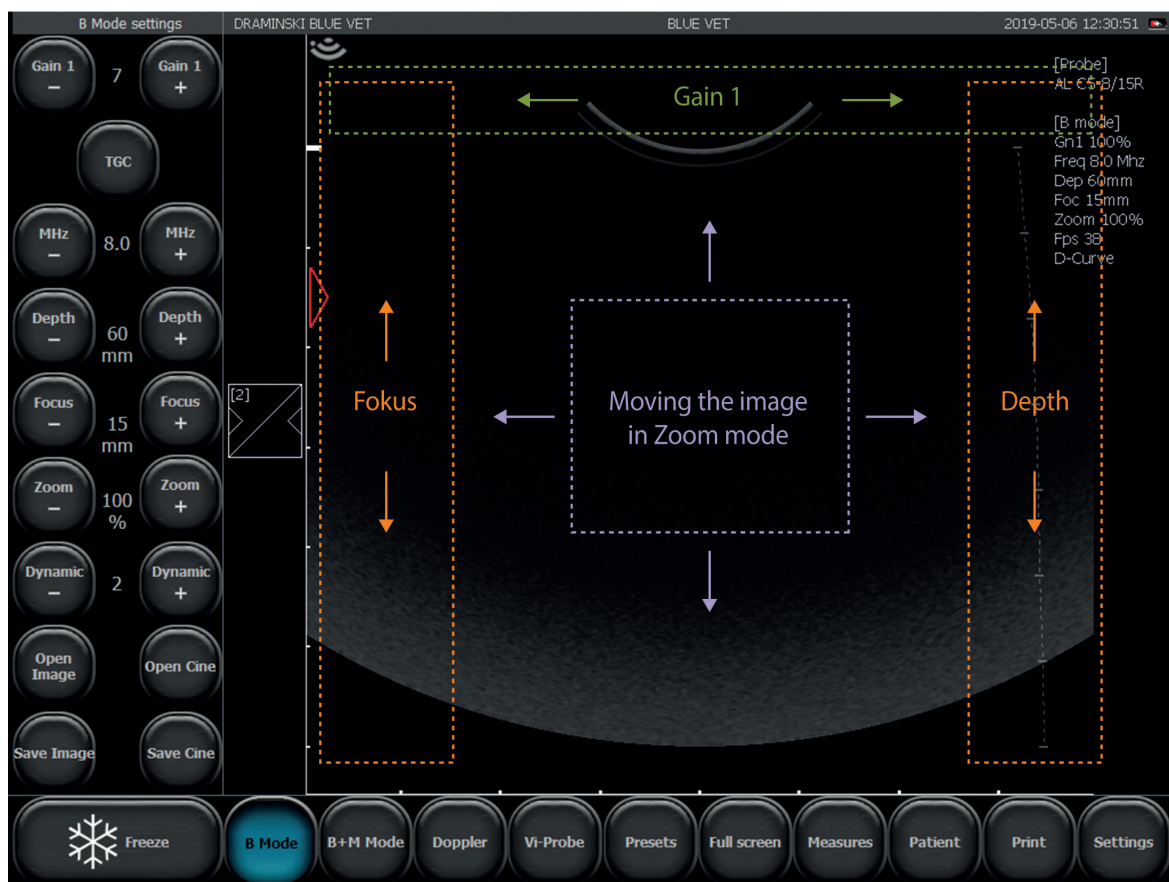 B Mode settings
DRAMINSKI BLUE VET
BLUE VET
2019-05-06 12:30:51
Gain 1
−
7
Gain 1
+
TGC
MHz
−
8.0
MHz
+
Depth
−
60
mm
Depth
+
Focus
−
15
mm
Focus
+
Zoom
−
100
%
Zoom
+
Dynamic
−
2
Dynamic
+
Open
Image
Open Cine
Save Image
Save Cine
[2]
Gain 1
Fokus
Moving the image
in Zoom mode
Depth
[Probe]
AL C5-8/15R
[B mode]
Gn1 100%
Freq 8.0 Mhz
Dep 60mm
Foc 15mm
Zoom 100%
Fps 38
D-Curve
Freeze
B Mode
B+M Mode
Doppler
Vi-Probe
Presets
Full screen
Measures
Patient
Print
Settings